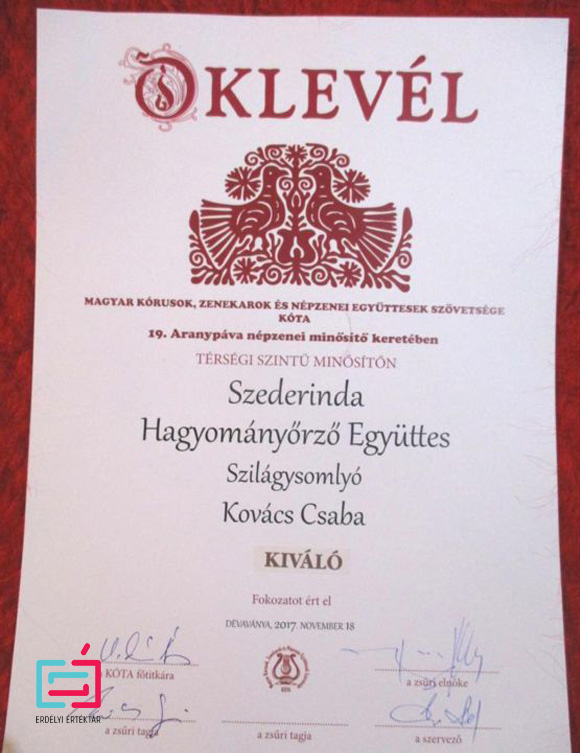 OKLEVÉL
MAGYAR KÓRUSOK, ZENEKAROK ÉS NÉPZENEI EGYÜTTESEK SZÖVETSÉGE
KÓTA
19. Aranypáva népzenei minősítő keretében
TÉRSÉGI SZINTŰ MINŐSÍTŐN
Szederinda
Hagyományőrző Együttes
Szilágysomlyó
Kovács Csaba
KIVÁLÓ
Fokozatot ért el
DÉVAVÁNYA, 2017. NOVEMBER 18
KÓTA főtitkára
a zsűri elnöke
ERDÉLYI ÉRTÉKTÁR
a zsűri tagja
a zsűri tagja
a szervező